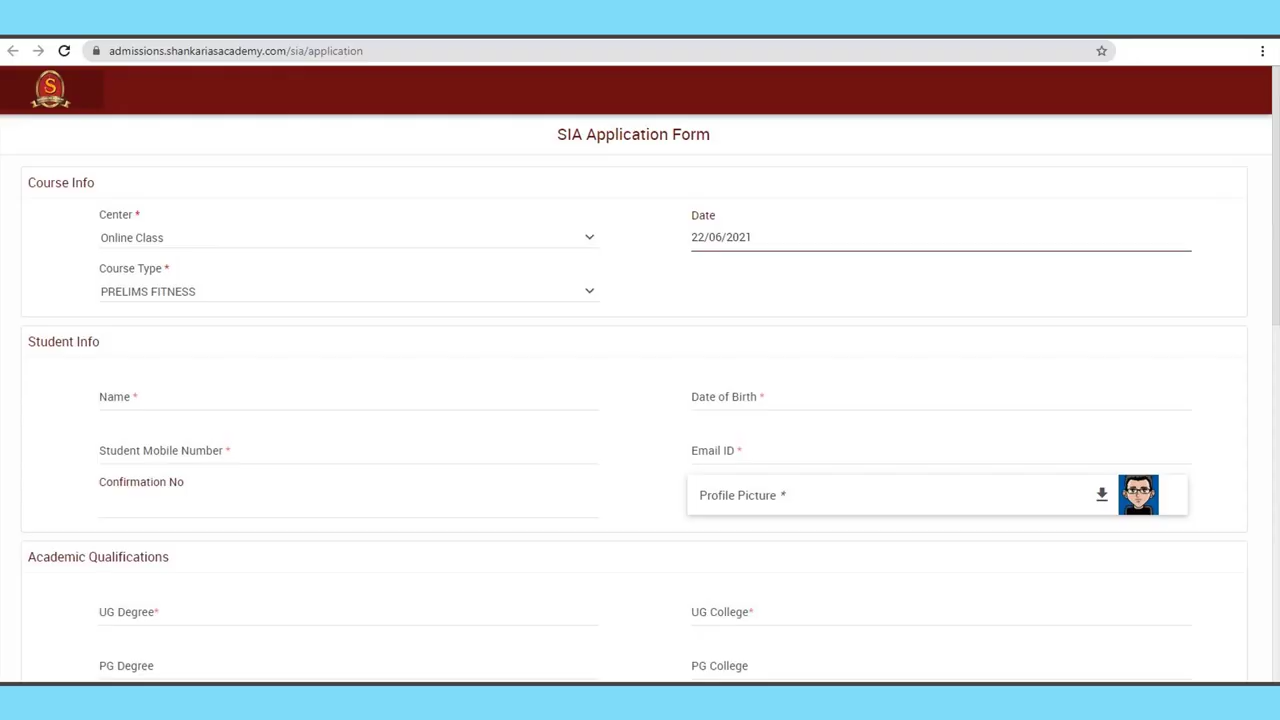 admissions.shankariasacademy.com/sia/application
S
SIA Application Form
Course Info
Center *
Date
Online Class
22/06/2021
Course Type *
PRELIMS FITNESS
Student Info
Name *
Date of Birth *
Student Mobile Number *
Email ID *
Confirmation No
Profile Picture *
Academic Qualifications
UG Degree*
UG College*
PG Degree
PG College